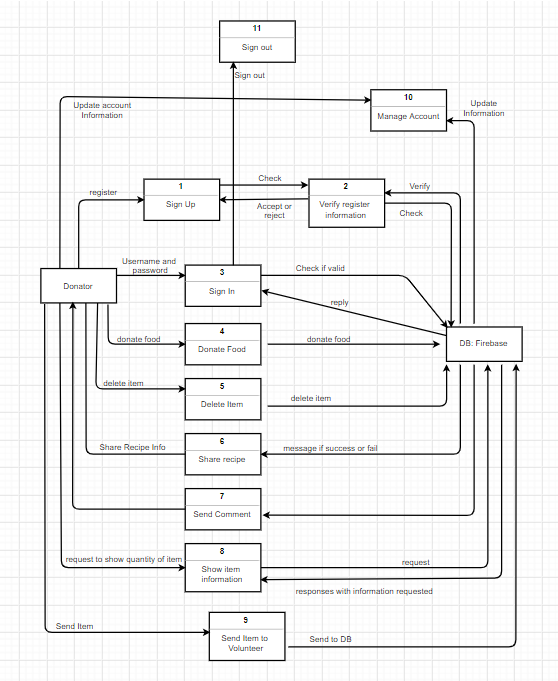 11
Sign out
Sign out
10
Manage Account
Update account
Information
Update
Information
1
Sign Up
register
Check
Accept or
reject
2
Verify register
information
Verify
Check
Donator
Username and
password
3
Sign In
Check if valid
reply
donate food
4
Donate Food
donate food
DB: Firebase
delete item
5
Delete Item
delete item
Share Recipe Info
6
Share recipe
message if success or fail
7
Send Comment
request to show quantity of item
8
Show item
information
request
responses with information requested
Send Item
9
Send Item to
Volunteer
Send to DB